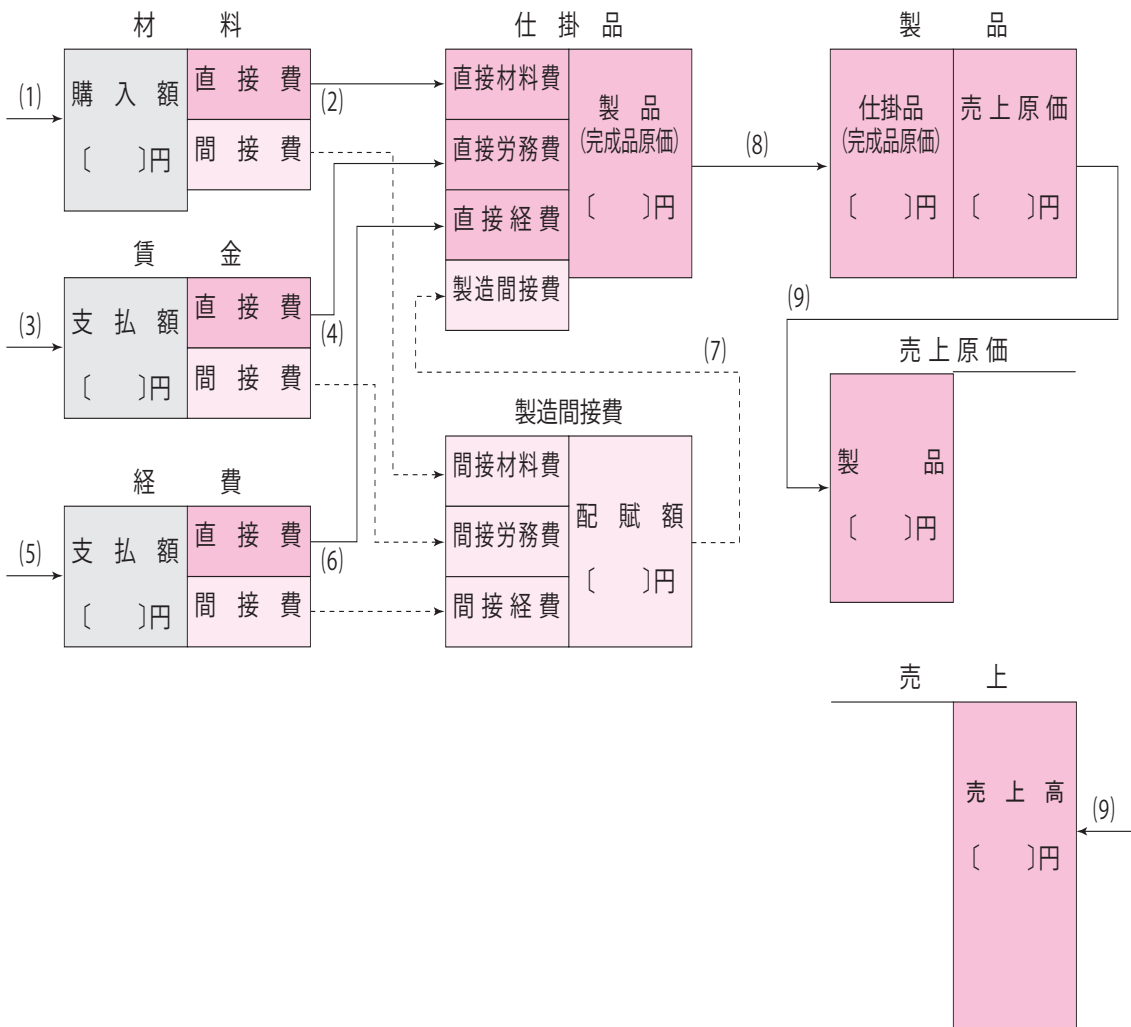 材料
(1)
購入額
〔　　〕円
直接費
間接費
(2)
賃金
(3)
支払額
〔　　〕円
直接費
間接費
(4)
経費
(5)
支払額
〔　　〕円
直接費
間接費
(6)
仕掛品
直接材料費
直接労務費
直接経費
製造間接費
製品
(完成品原価)
〔　　〕円
(7)
製造間接費
間接材料費
間接労務費
間接経費
配賦額
〔　　〕円
(8)
製品
仕掛品
(完成品原価)
〔　　〕円
売上原価
〔　　〕円
(9)
売上原価
製品
〔　　〕円
売上
売上高
〔　　〕円
(9)